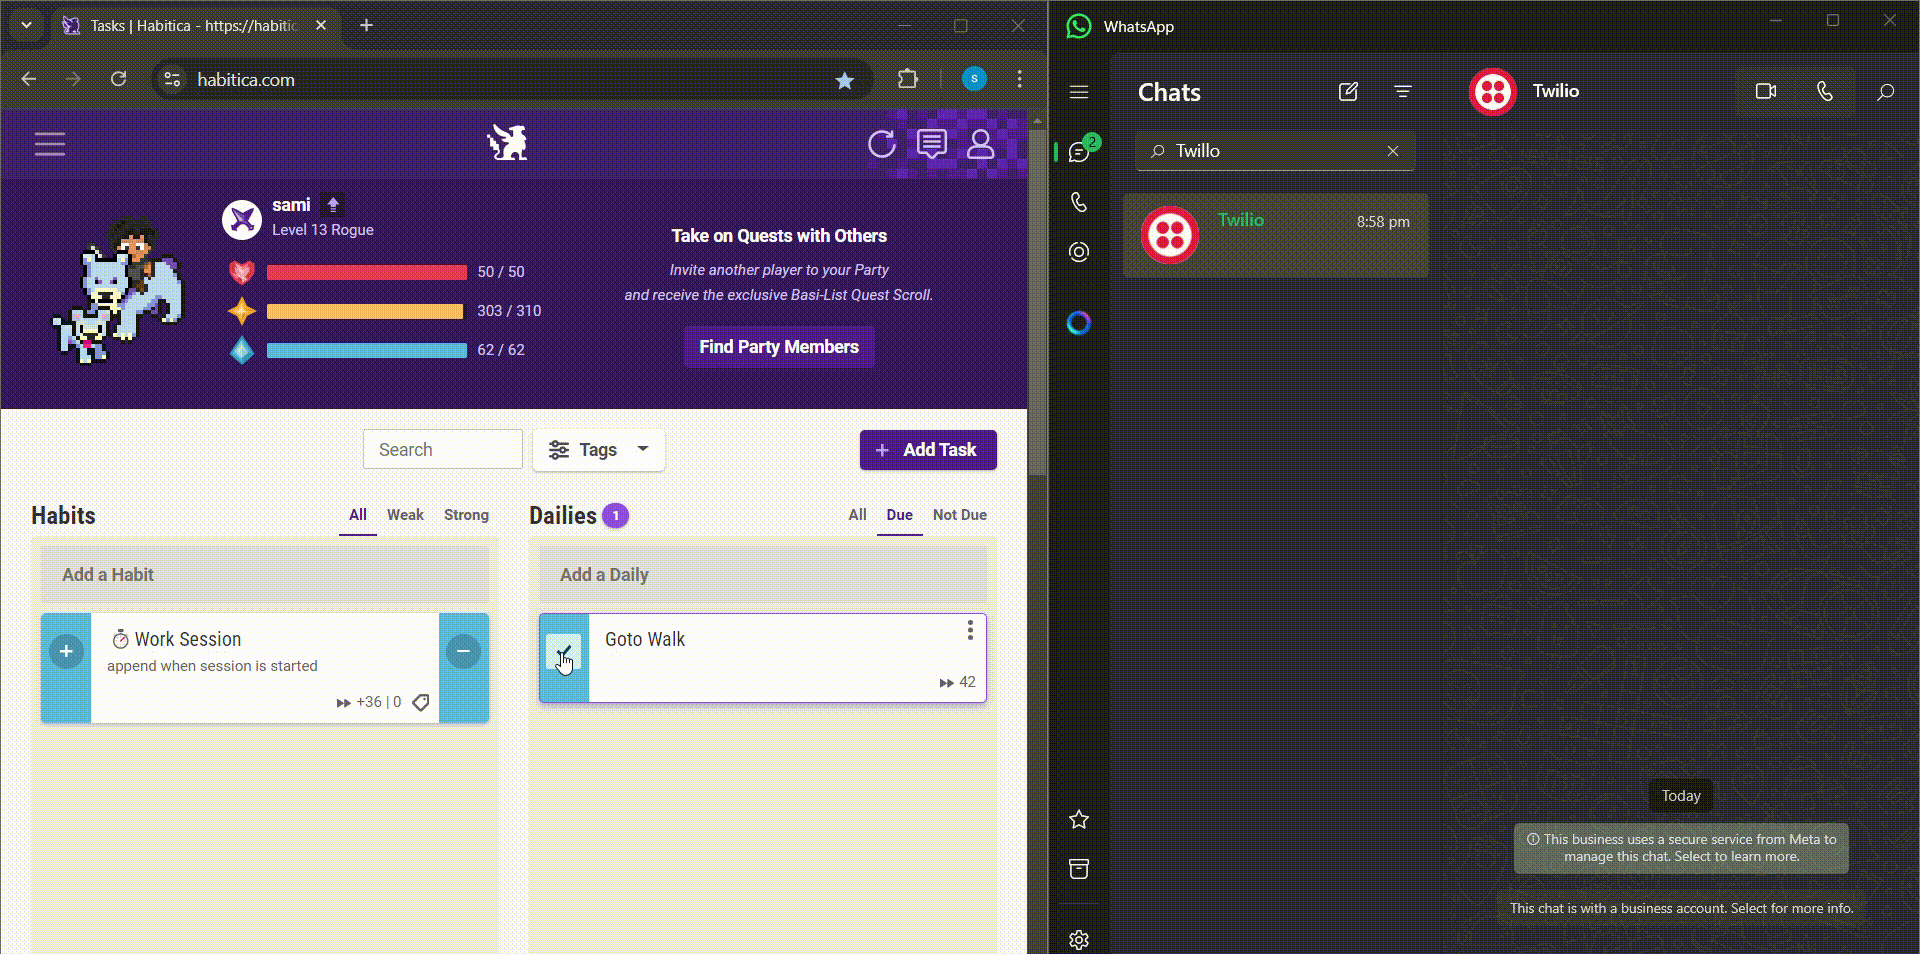 Tasks | Habitica - https://habitic
habitica.com
S
sami
Level 13 Rogue
50 / 50
303 / 310
62 / 62
Take on Quests with Others
Invite another player to your Party
and receive the exclusive Basi-List Quest Scroll.
Find Party Members
Search
Tags
+ Add Task
Habits
All
Weak
Strong
Add a Habit
Work Session
append when session is started
+36 | 0
Dailies
1
All
Due
Not Due
Add a Daily
Goto Walk
42
WhatsApp
2
Chats
Twillo
Twilio
8:58 pm
Twilio
Today
This business uses a secure service from Meta to
manage this chat. Select to learn more.
This chat is with a business account. Select for more info.